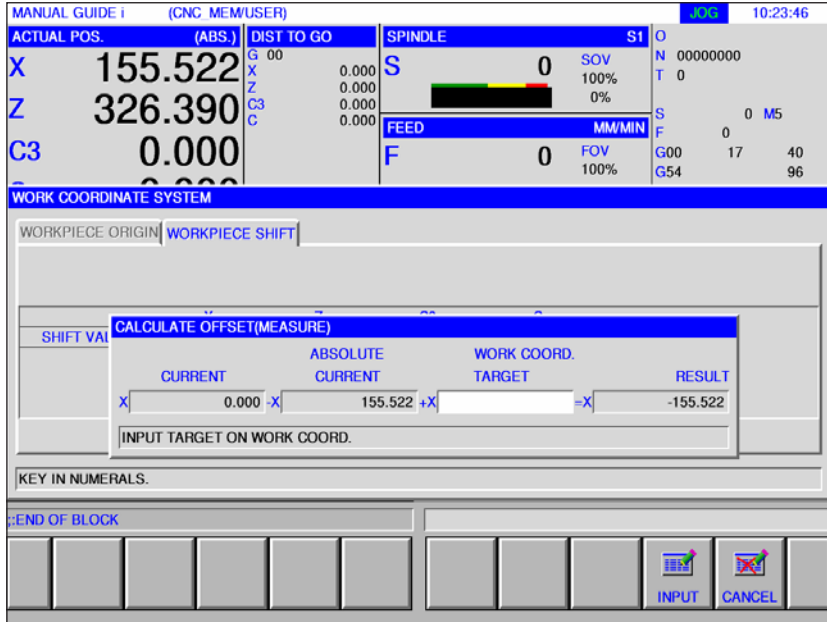 MANUAL GUIDE i (CNC_MEM/USER) JOG 10:23:46
ACTUAL POS. (ABS.) DIST TO GO SPINDLE S1 O
X 155.522 G 00 S 0 SOV N 00000000
X 0.000 100% T 0
Z 326.390 Z 0.000 0%
C3 0.000 S 0 M5
C 0.000 FEED MM/MIN F 0
C3 0.000 F 0 FOV G00 17 40
100% G54 96
WORK COORDINATE SYSTEM
WORKPIECE ORIGIN WORKPIECE SHIFT
SHIFT VAL
CALCULATE OFFSET(MEASURE)
ABSOLUTE WORK COORD.
CURRENT CURRENT TARGET RESULT
X 0.000 -X 155.522 +X =X -155.522
INPUT TARGET ON WORK COORD.
KEY IN NUMERALS.
;:END OF BLOCK
INPUT CANCEL